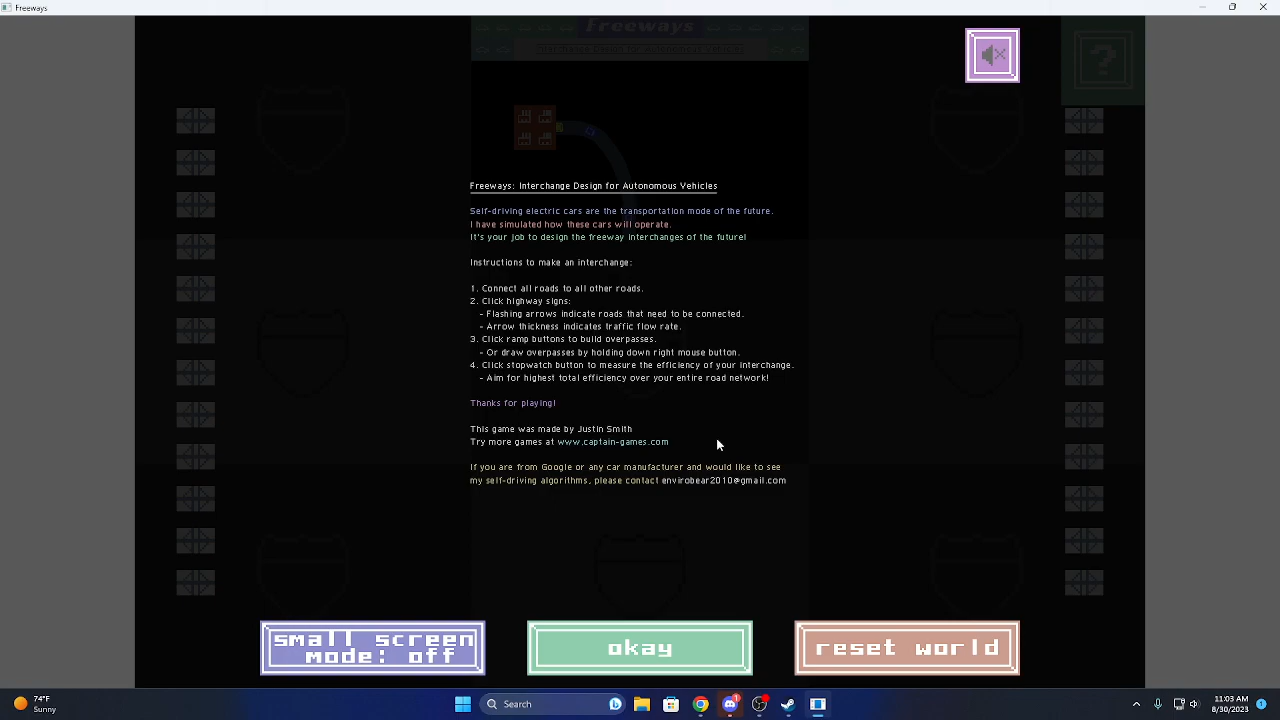 Freeways
Freeways
?
Freeways: Interchange Design for Autonomous Vehicles
Self-driving electric cars are the transportation mode of the future.
I have simulated how these cars will operate.
It's your job to design the freeway interchanges of the future!
Instructions to make an interchange:
1. Connect all roads to all other roads.
2. Click highway signs:
- Flashing arrows indicate roads that need to be connected.
- Arrow thickness indicates traffic flow rate.
3. Click ramp buttons to build overpasses.
- Or draw overpasses by holding down right mouse button.
4. Click stopwatch button to measure the efficiency of your interchange.
- Aim for highest total efficiency over your entire road network!
Thanks for playing!
This game was made by Justin Smith
Try more games at www.captain-games.com
If you are from Google or any car manufacturer and would like to see
my self-driving algorithms, please contact envirobear2010@gmail.com
small screen
mode: off
okay
reset world
74°F
Sunny
Search
1
11:03 AM
8/30/2023